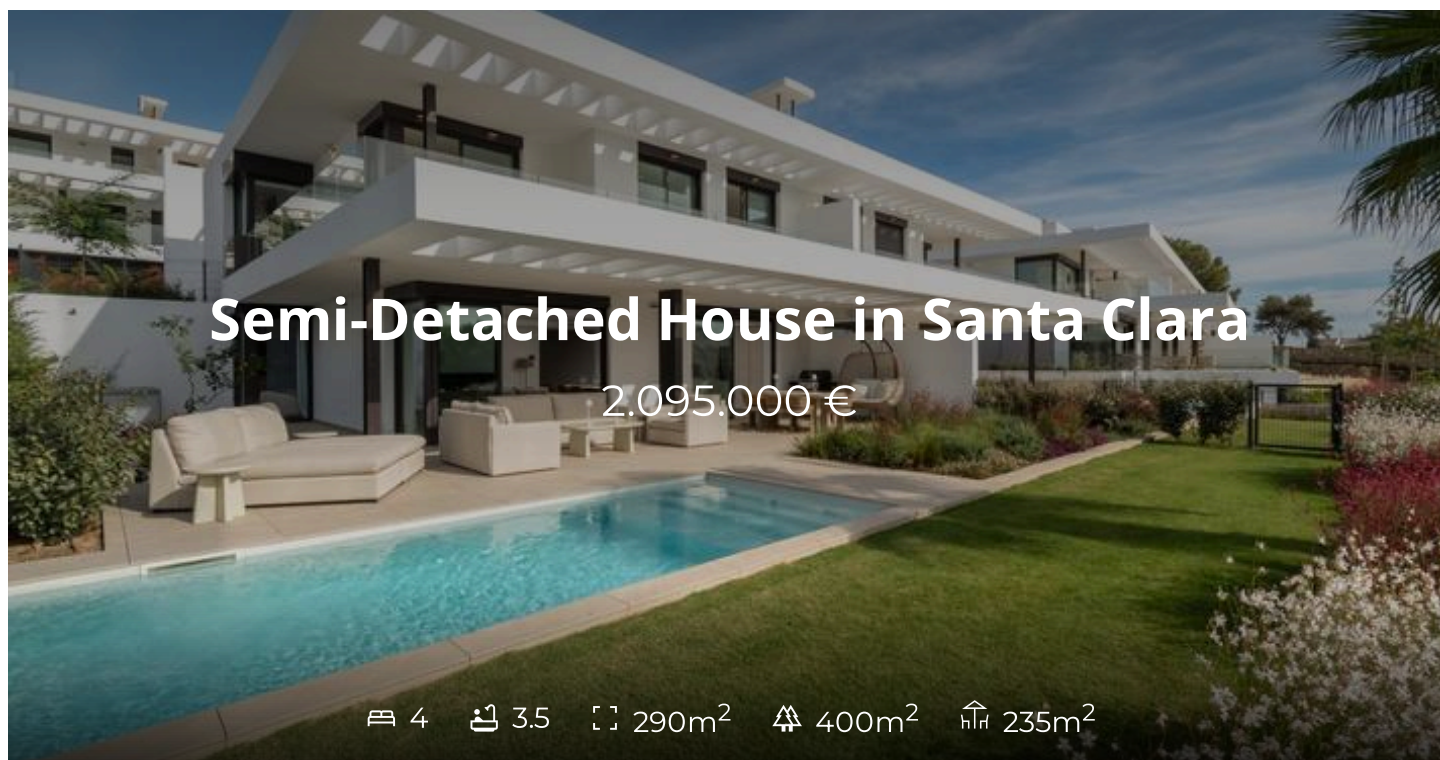 Semi-Detached House in Santa Clara
2.095.000 €
4 3.5 290m² 400m² 235m²